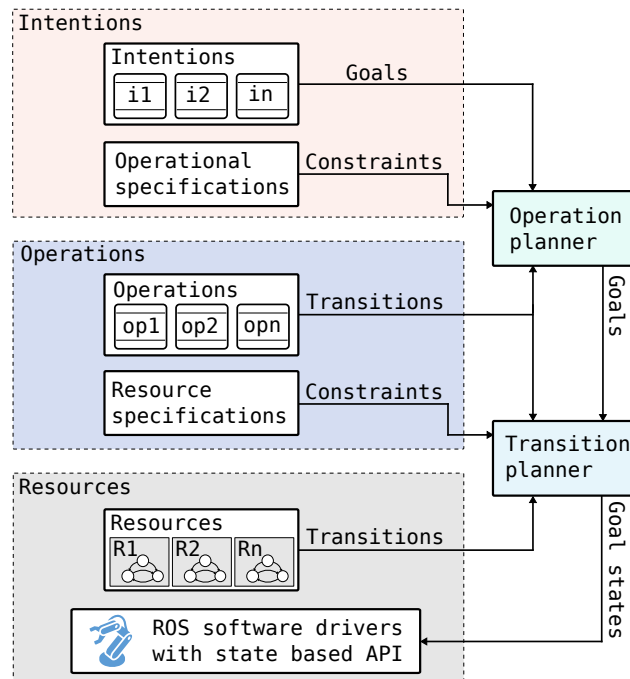 Intentions
Intentions
i1 i2 in
Goals
Operational
specifications
Constraints
Operation
planner
Operations
Operations
op1 op2 opn
Transitions
Goals
Resource
specifications
Constraints
Transition
planner
Resources
Resources
R1 R2 Rn
Transitions
Goal states
ROS software drivers
with state based API